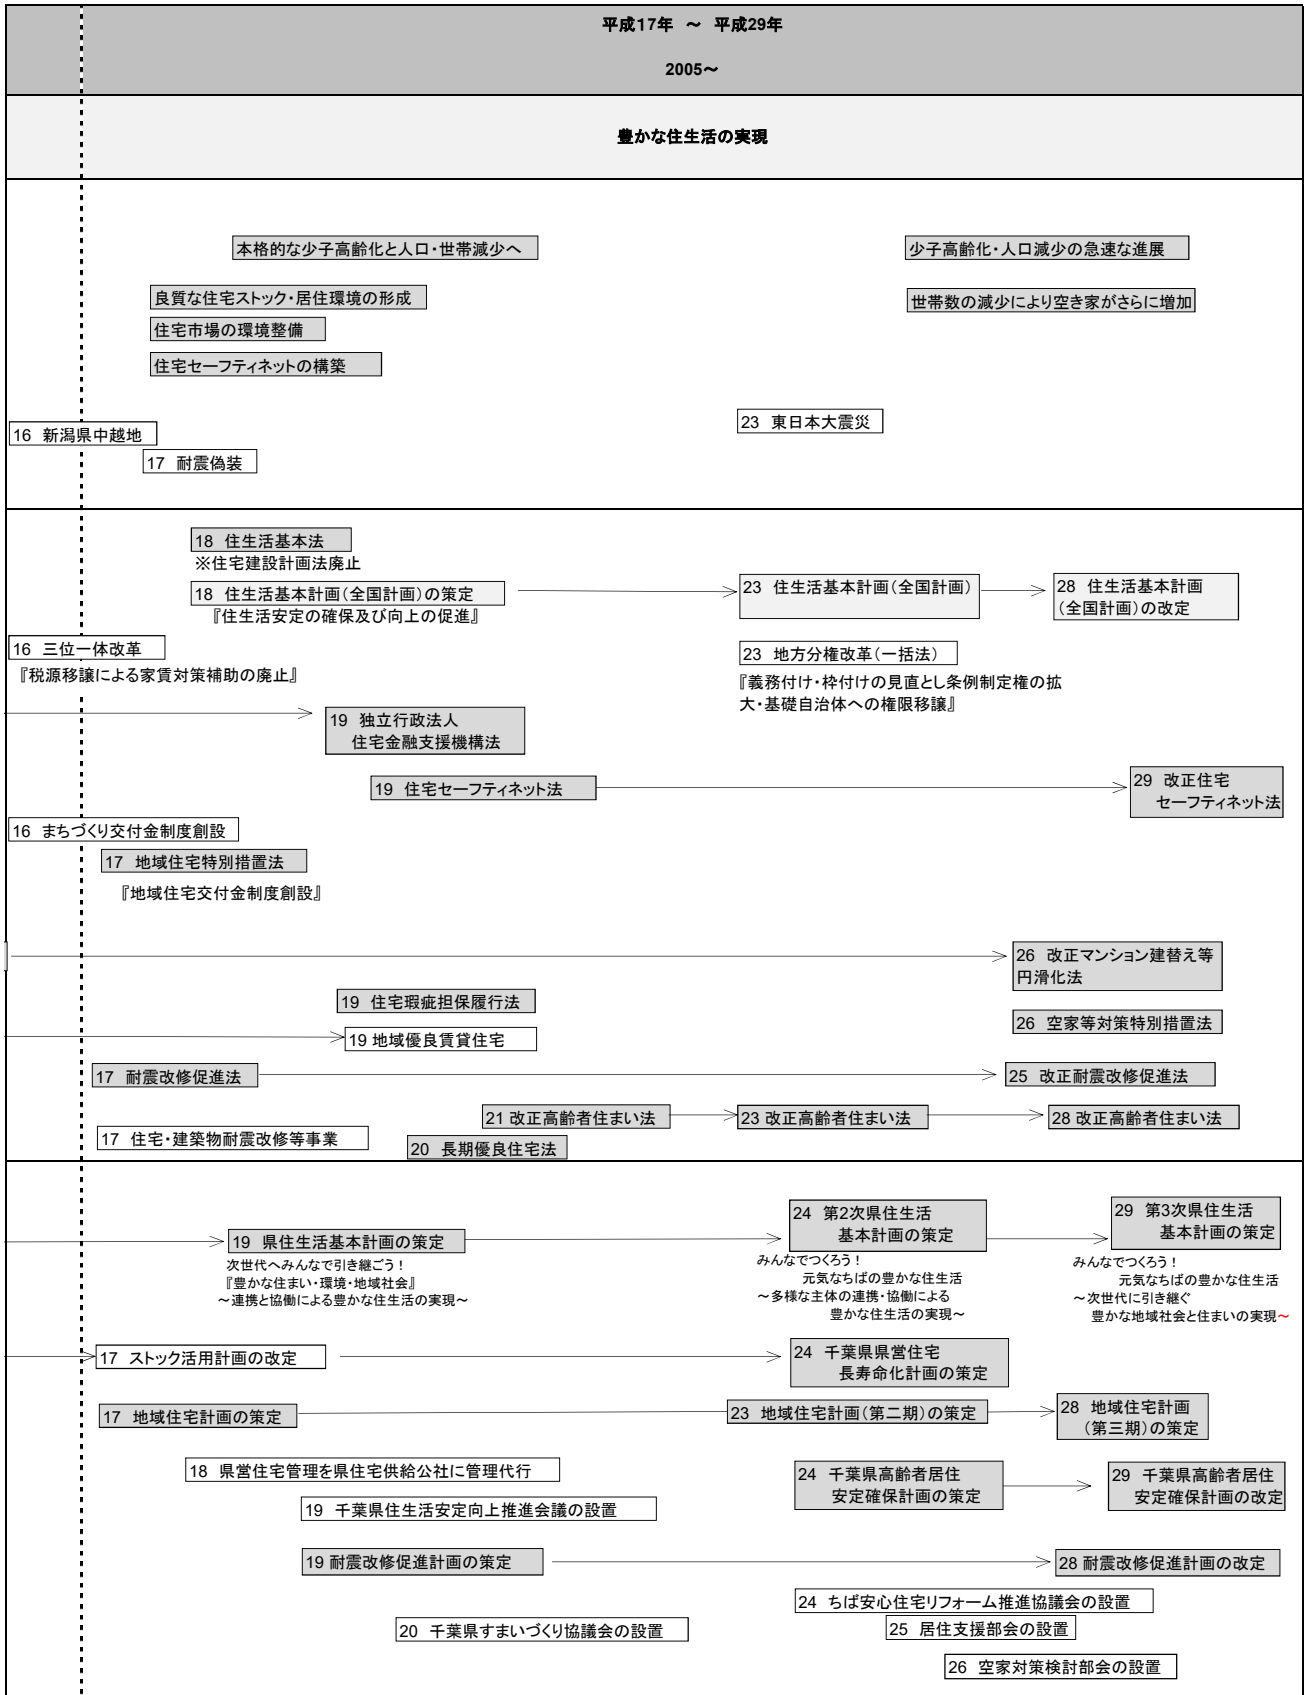 平成17年 ～ 平成29年
2005～
豊かな住生活の実現
本格的な少子高齢化と人口・世帯減少へ
少子高齢化・人口減少の急速な進展
良質な住宅ストック・居住環境の形成
世帯数の減少により空き家がさらに増加
住宅市場の環境整備
住宅セーフティネットの構築
23 東日本大震災
16 新潟県中越地
17 耐震偽装
18 住生活基本法
※住宅建設計画法廃止
18 住生活基本計画（全国計画）の策定
『住生活安定の確保及び向上の促進』
23 住生活基本計画（全国計画）
28 住生活基本計画
（全国計画）の改定
16 三位一体改革
『税源移譲による家賃対策補助の廃止』
23 地方分権改革（一括法）
『義務付け・枠付けの見直とし条例制定権の拡
大・基礎自治体への権限移譲』
19 独立行政法人
住宅金融支援機構法
19 住宅セーフティネット法
29 改正住宅
セーフティネット法
16 まちづくり交付金制度創設
17 地域住宅特別措置法
『地域住宅交付金制度創設』
26 改正マンション建替え等
円滑化法
19 住宅瑕疵担保履行法
26 空家等対策特別措置法
19 地域優良賃貸住宅
17 耐震改修促進法
25 改正耐震改修促進法
21 改正高齢者住まい法
23 改正高齢者住まい法
28 改正高齢者住まい法
17 住宅・建築物耐震改修等事業
20 長期優良住宅法
19 県住生活基本計画の策定
次世代へみんなで引き継ごう！
『豊かな住まい・環境・地域社会』
～連携と協働による豊かな住生活の実現～
24 第2次県住生活
基本計画の策定
みんなでつくろう！
元気なちばの豊かな住生活
～多様な主体の連携・協働による
豊かな住生活の実現～
29 第3次県住生活
基本計画の策定
みんなでつくろう！
元気なちばの豊かな住生活
～次世代に引き継ぐ
豊かな地域社会と住まいの実現～
17 ストック活用計画の改定
24 千葉県県営住宅
長寿命化計画の策定
17 地域住宅計画の策定
23 地域住宅計画（第二期）の策定
28 地域住宅計画
（第三期）の策定
18 県営住宅管理を県住宅供給公社に管理代行
24 千葉県高齢者居住
安定確保計画の策定
29 千葉県高齢者居住
安定確保計画の改定
19 千葉県住生活安定向上推進会議の設置
19 耐震改修促進計画の策定
28 耐震改修促進計画の改定
24 ちば安心住宅リフォーム推進協議会の設置
20 千葉県すまいづくり協議会の設置
25 居住支援部会の設置
26 空家対策検討部会の設置